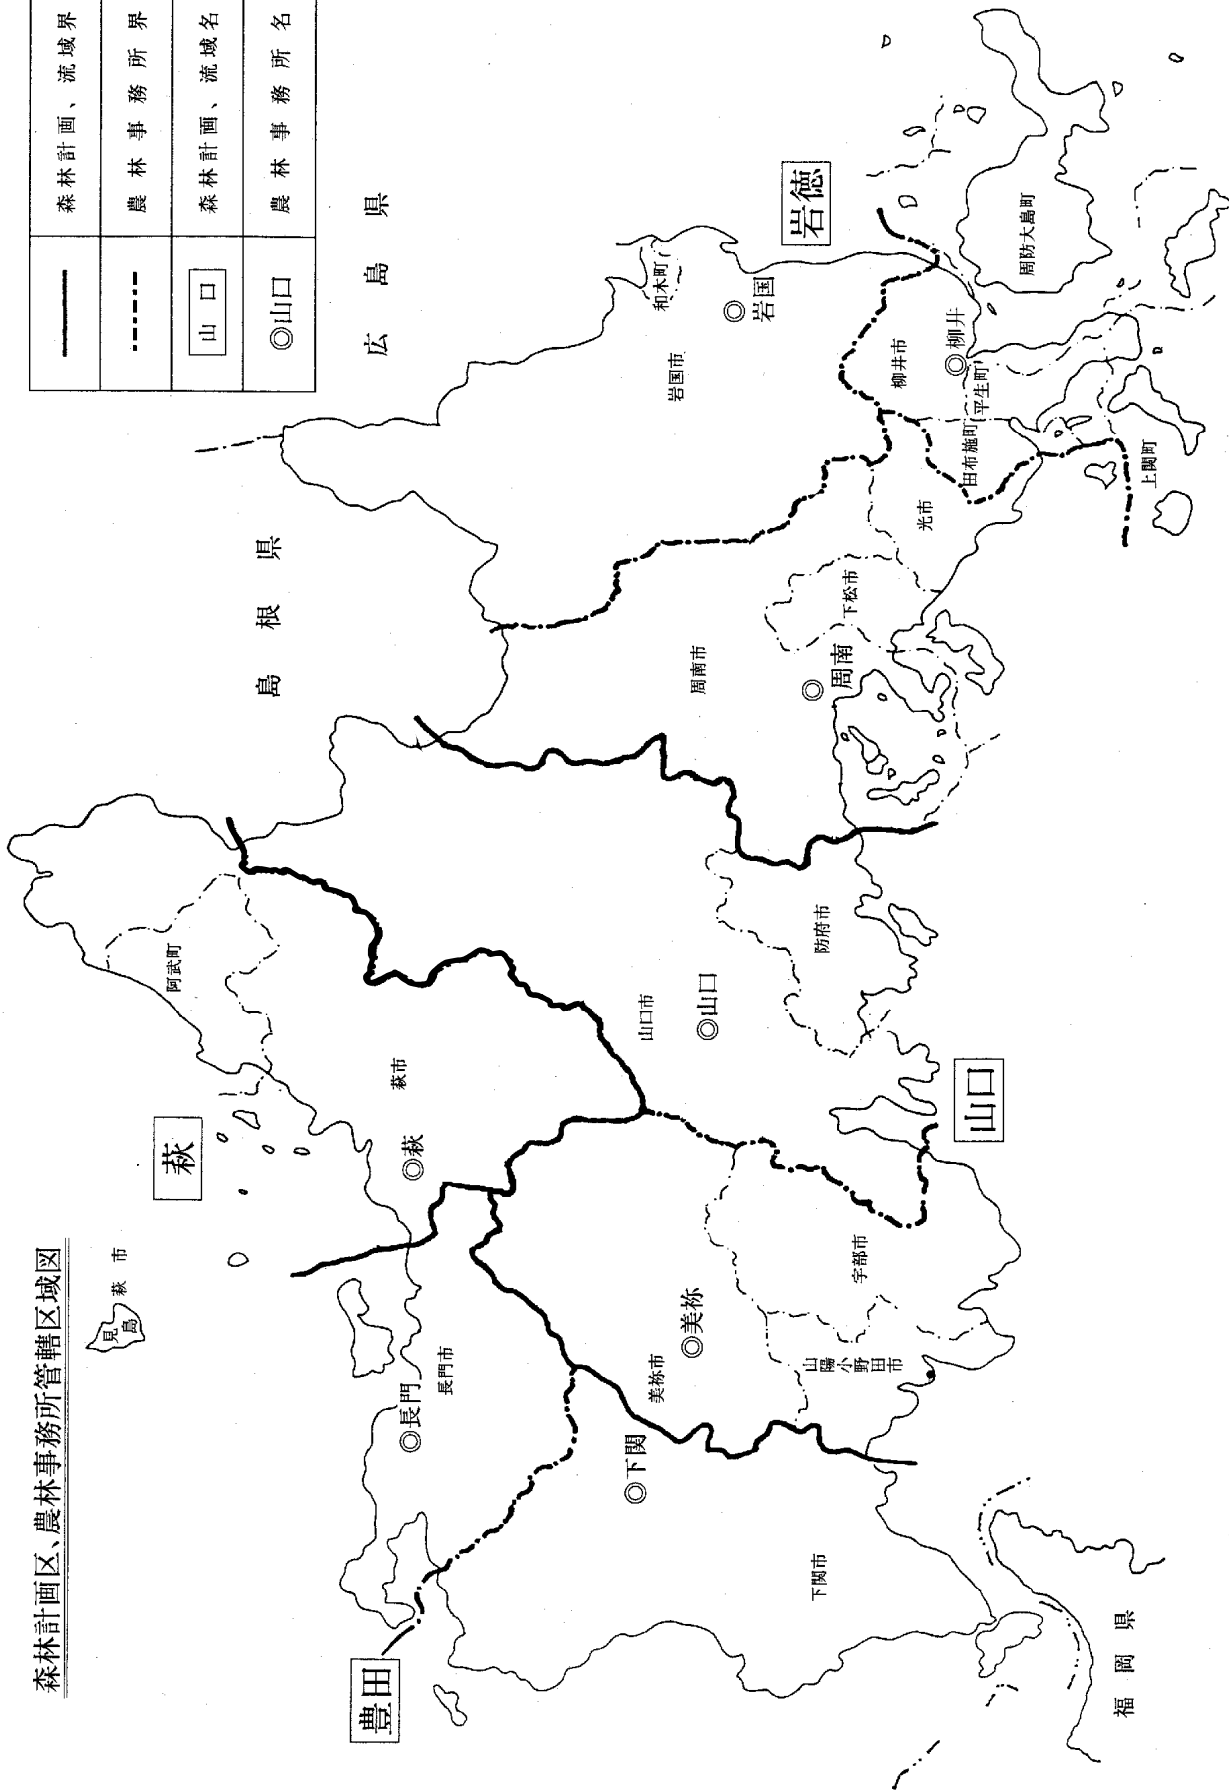 森林計画区、農林事務所管轄区域図
森林計画、流域界
農林事務所界
山口
森林計画、流域名
◎山口
農林事務所名
島根県
広島県
福岡県
見島
萩市
萩
阿武町
萩市
◎萩
豊田
◎長門
長門市
◎下関
下関市
美祢市
◎美祢
山陽小野田市
宇部市
山口市
◎山口
山口
防府市
周南市
◎周南
下松市
光市
岩国市
和木町
◎岩国
岩徳
柳井市
◎柳井
田布施町
平生町
上関町
周防大島町